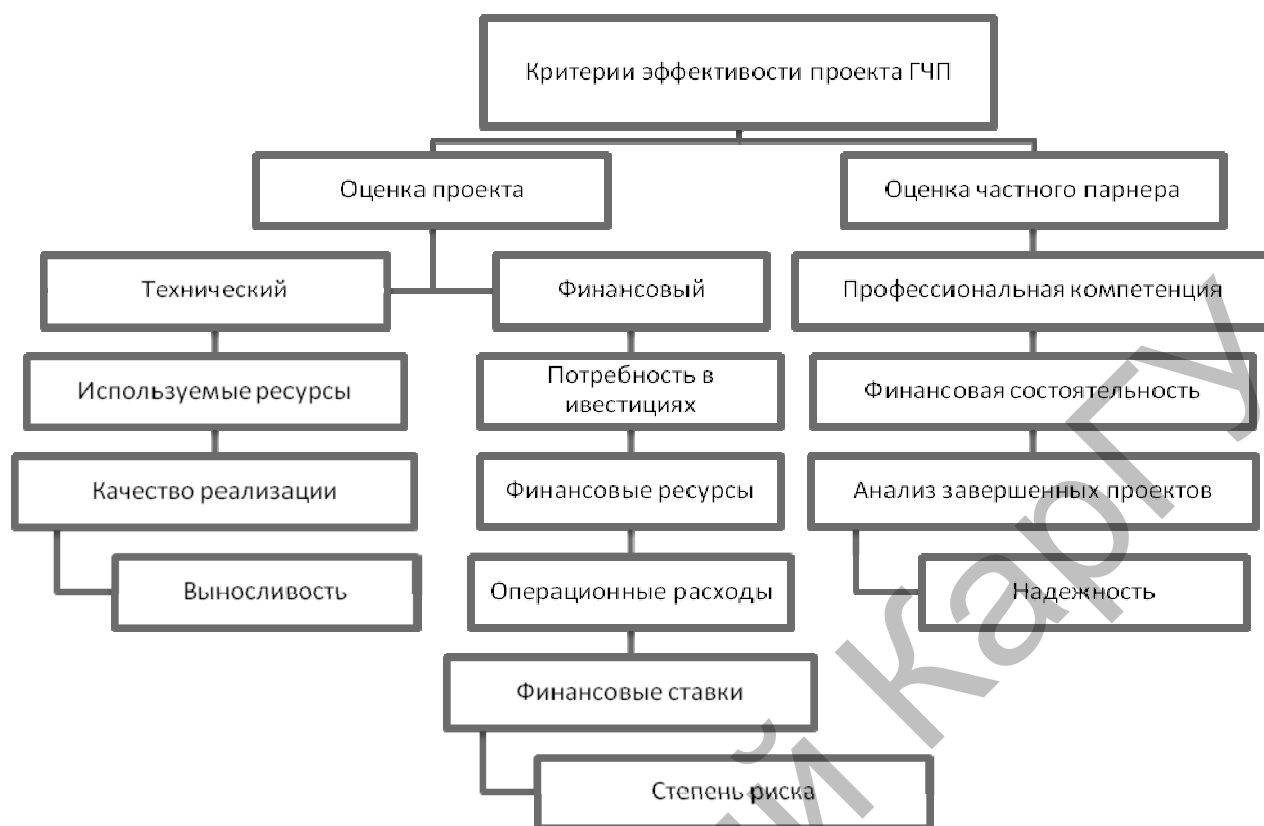 Критерии эффективости проекта ГЧП
Оценка проекта
Оценка частного парнера
Технический
Финансовый
Профессиональная компетенция
Используемые ресурсы
Потребность в
ивестициях
Финансовая состоятельность
Качество реализации
Финансовые ресурсы
Анализ завершенных проектов
Выносливость
Операционные расходы
Надежность
Финансовые ставки
Степень риска
й КарГУ